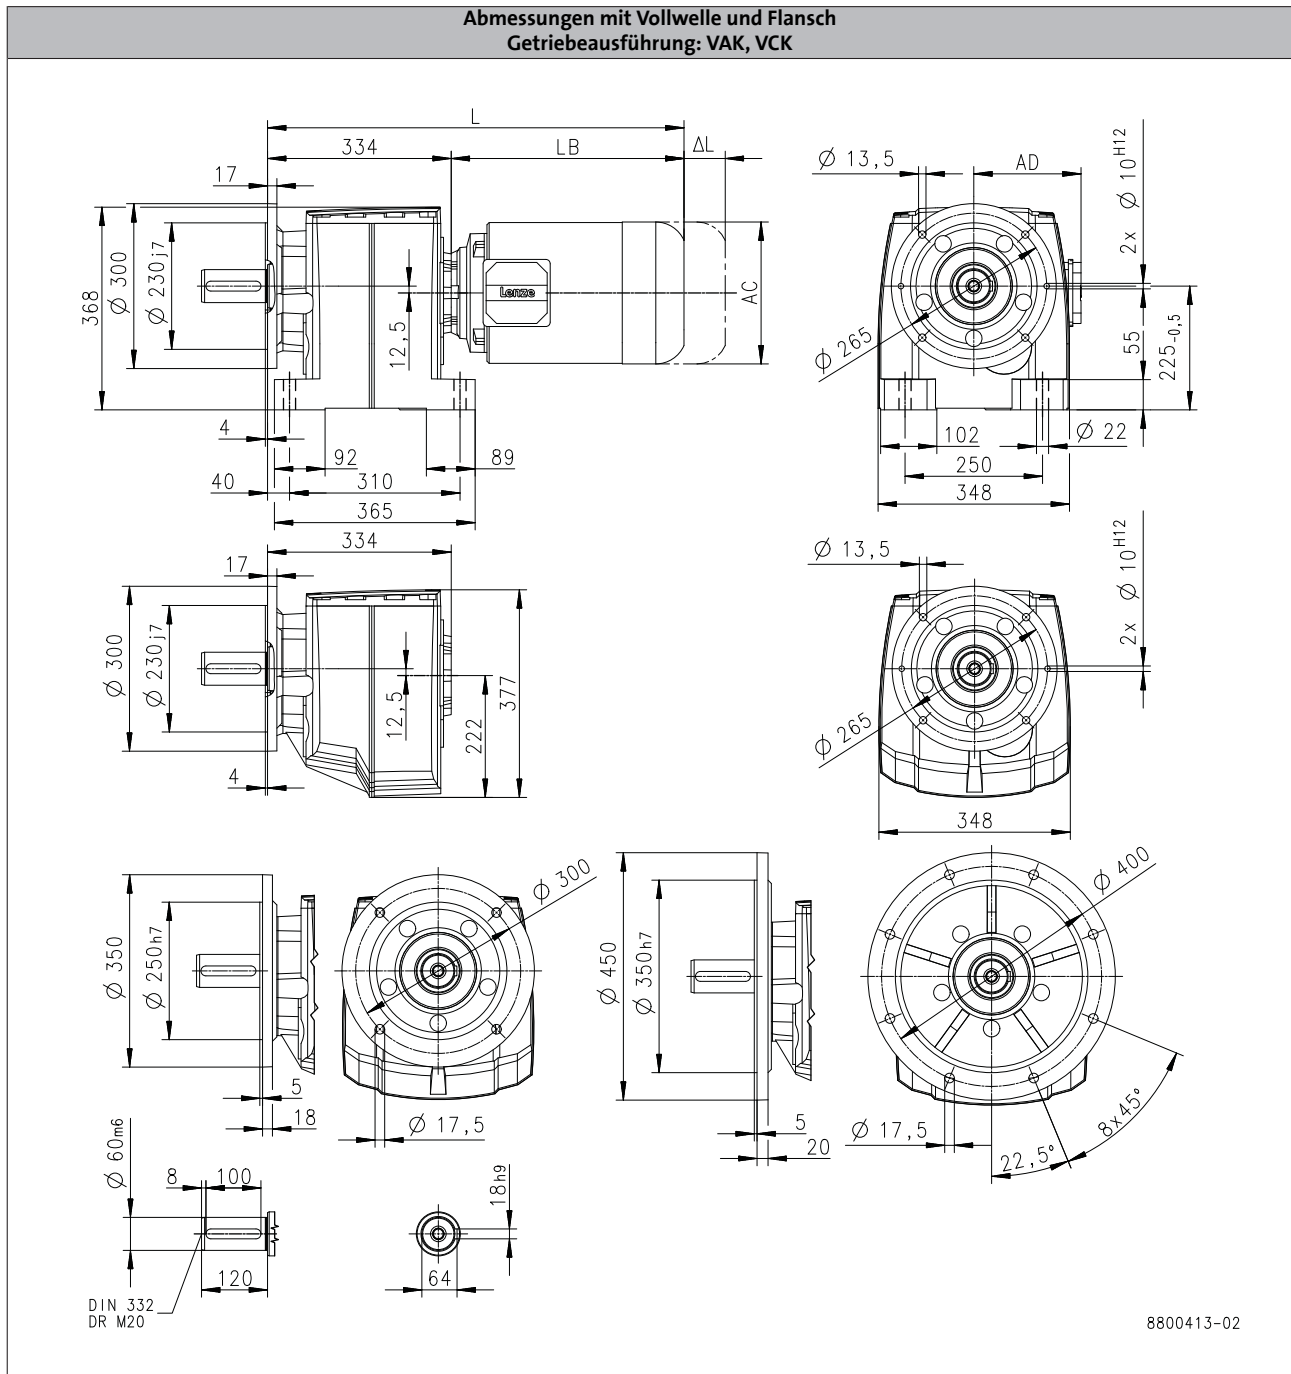 Abmessungen mit Vollwelle und Flansch
Getriebeausführung: VAK, VCK
L
334
LB
ΔL
17
368
Ø 300
Ø 230j7
Lenze
12,5
AC
4
92
89
40
310
365
Ø 13,5
AD
2x Ø 10H12
Ø 265
55
225-0,5
102
Ø 22
250
348
334
17
Ø 300
Ø 230j7
12,5
222
377
4
Ø 13,5
2x Ø 10H12
Ø 265
348
Ø 350
Ø 250h7
Ø 300
5
18
Ø 17,5
Ø 450
Ø 350h7
Ø 400
5
20
Ø 17,5
22,5°
8x45°
Ø 60m6
8
100
120
DIN 332
DR M20
18h9
64
8800413-02